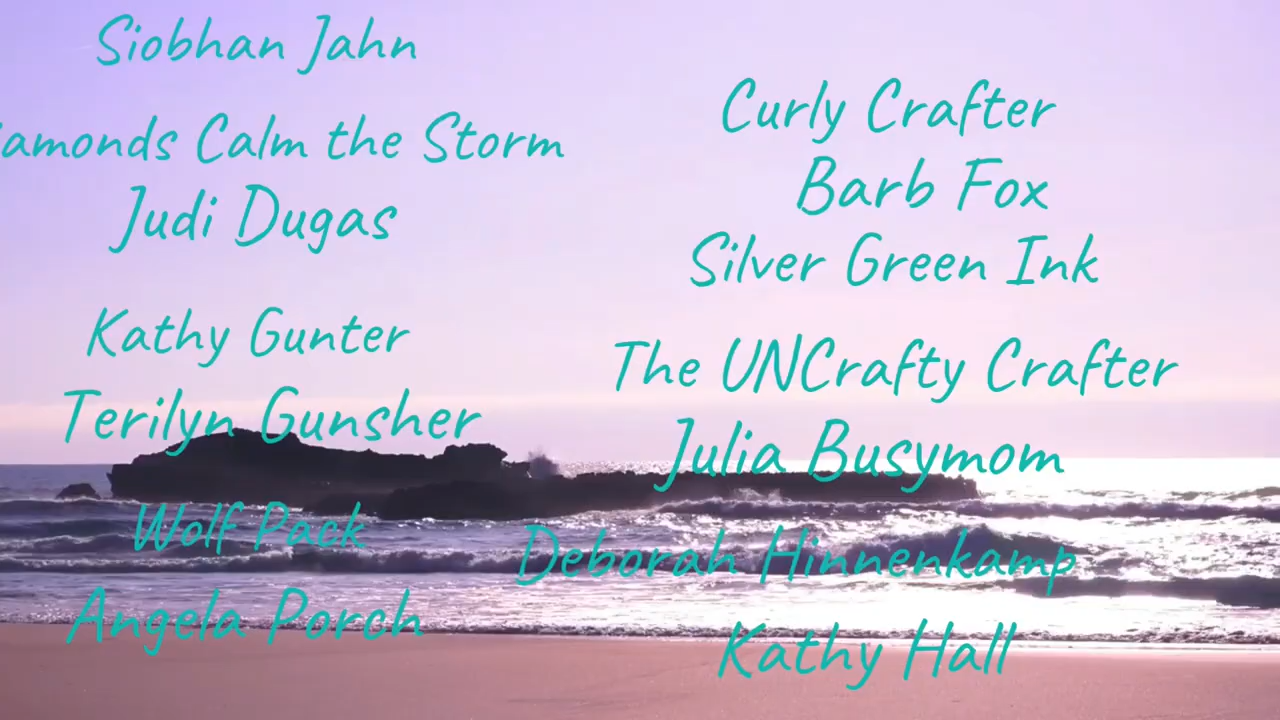 Siobhan Jahn
Calm the Storm
Judi Dugas
Kathy Gunter
Terilyn Gunsher
Wolf Pack
Angela Porch
Curly Crafter
Barb Fox
Silver Green Ink
The UNCrafty Crafter
Julia Busymom
Deborah Hinnenkamp
Kathy Hall